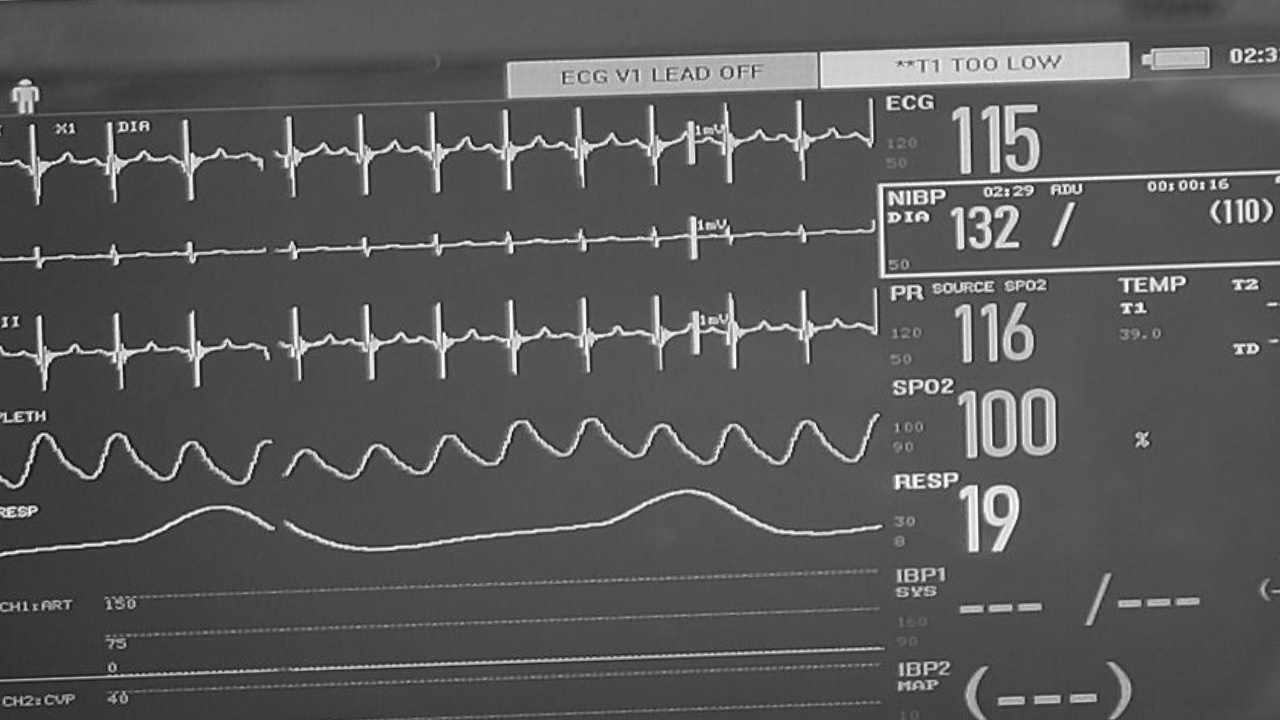 ECG V1 LEAD OFF
**T1 TOO LOW
02:3
X1
DIA
1mV
ECG
115
120
50
NIBP
02:29
ADU
00:00:16
DIA
132 /
(110)
50
1mV
II
1mV
PR
SOURCE SPO2
116
120
50
TEMP
T1
39.0
T2
TD
PLETH
SPO2
100
100
90
%
RESP
RESP
19
30
8
CH1:ART
150
75
0
IBP1
SYS
--- /---
160
90
CH2:CVP
40
IBP2
MAP
(---)
10